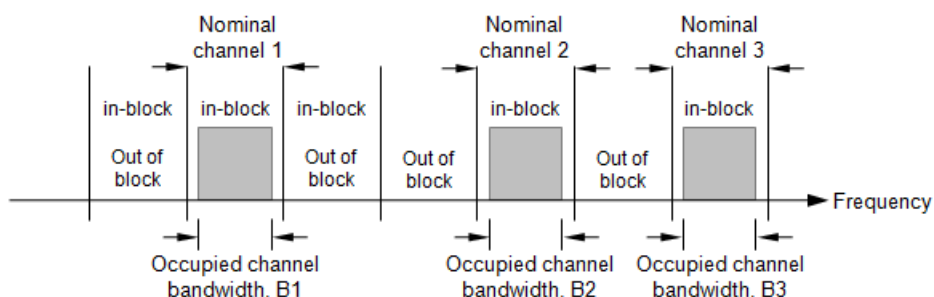 Nominal
channel 1
Nominal
channel 2
Nominal
channel 3
in-block
in-block
in-block
in-block
in-block
Out of
block
Out of
block
Out of
block
Out of
block
Frequency
Occupied channel
bandwidth, B1
Occupied channel
bandwidth, B2
Occupied channel
bandwidth, B3